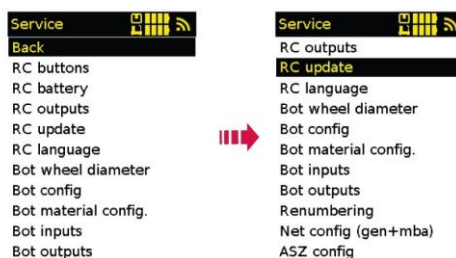 Service
Back
RC buttons
RC battery
RC outputs
RC update
RC language
Bot wheel diameter
Bot config
Bot material config.
Bot inputs
Bot outputs
Service
RC outputs
RC update
RC language
Bot wheel diameter
Bot config
Bot material config.
Bot inputs
Bot outputs
Renumbering
Net config (gen+mba)
ASZ config